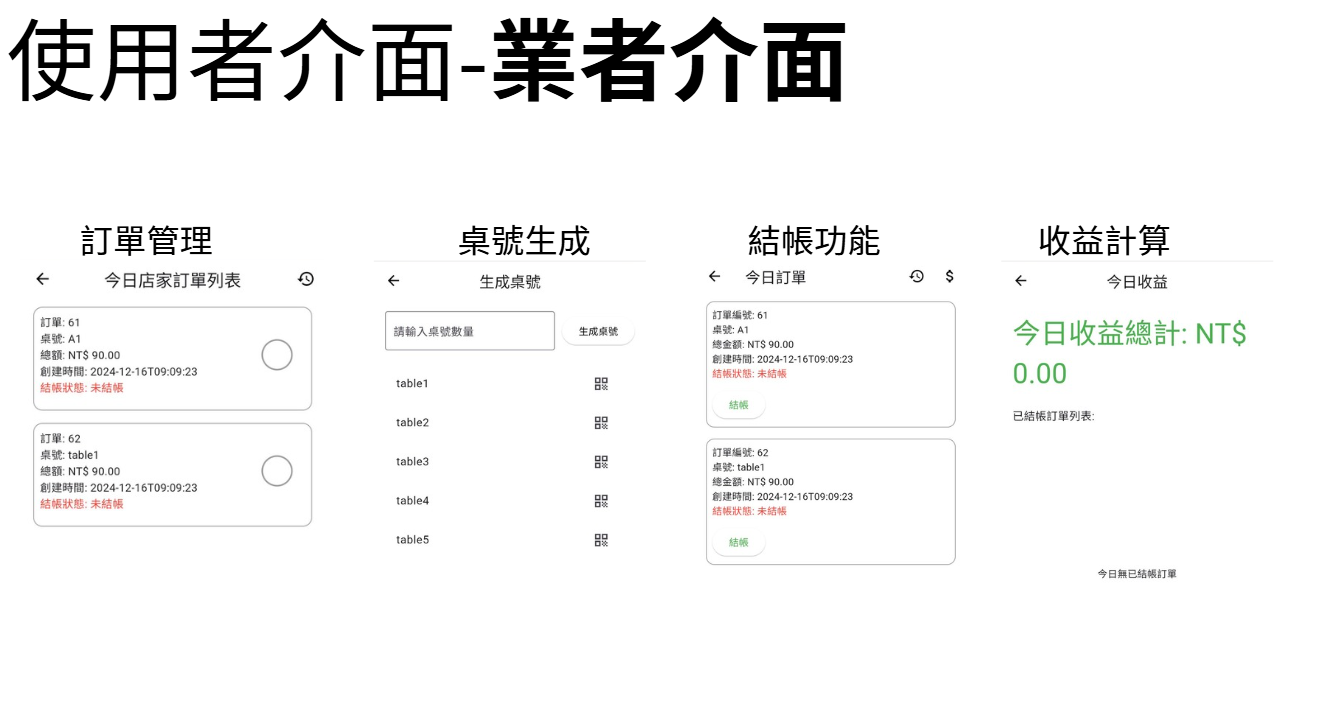 使用者介面-業者介面
訂單管理
今日店家訂單列表
訂單: 61
桌號: A1
總額: NT$ 90.00
創建時間: 2024-12-16T09:09:23
結帳狀態: 未結帳
訂單: 62
桌號: table1
總額: NT$ 90.00
創建時間: 2024-12-16T09:09:23
結帳狀態: 未結帳
桌號生成
生成桌號
請輸入桌號數量
生成桌號
table1
table2
table3
table4
table5
結帳功能
今日訂單
$
訂單編號: 61
桌號: A1
總金額: NT$ 90.00
創建時間: 2024-12-16T09:09:23
結帳狀態: 未結帳
結帳
訂單編號: 62
桌號: table1
總金額: NT$ 90.00
創建時間: 2024-12-16T09:09:23
結帳狀態: 未結帳
結帳
收益計算
今日收益
今日收益總計: NT$
0.00
已結帳訂單列表:
今日無已結帳訂單